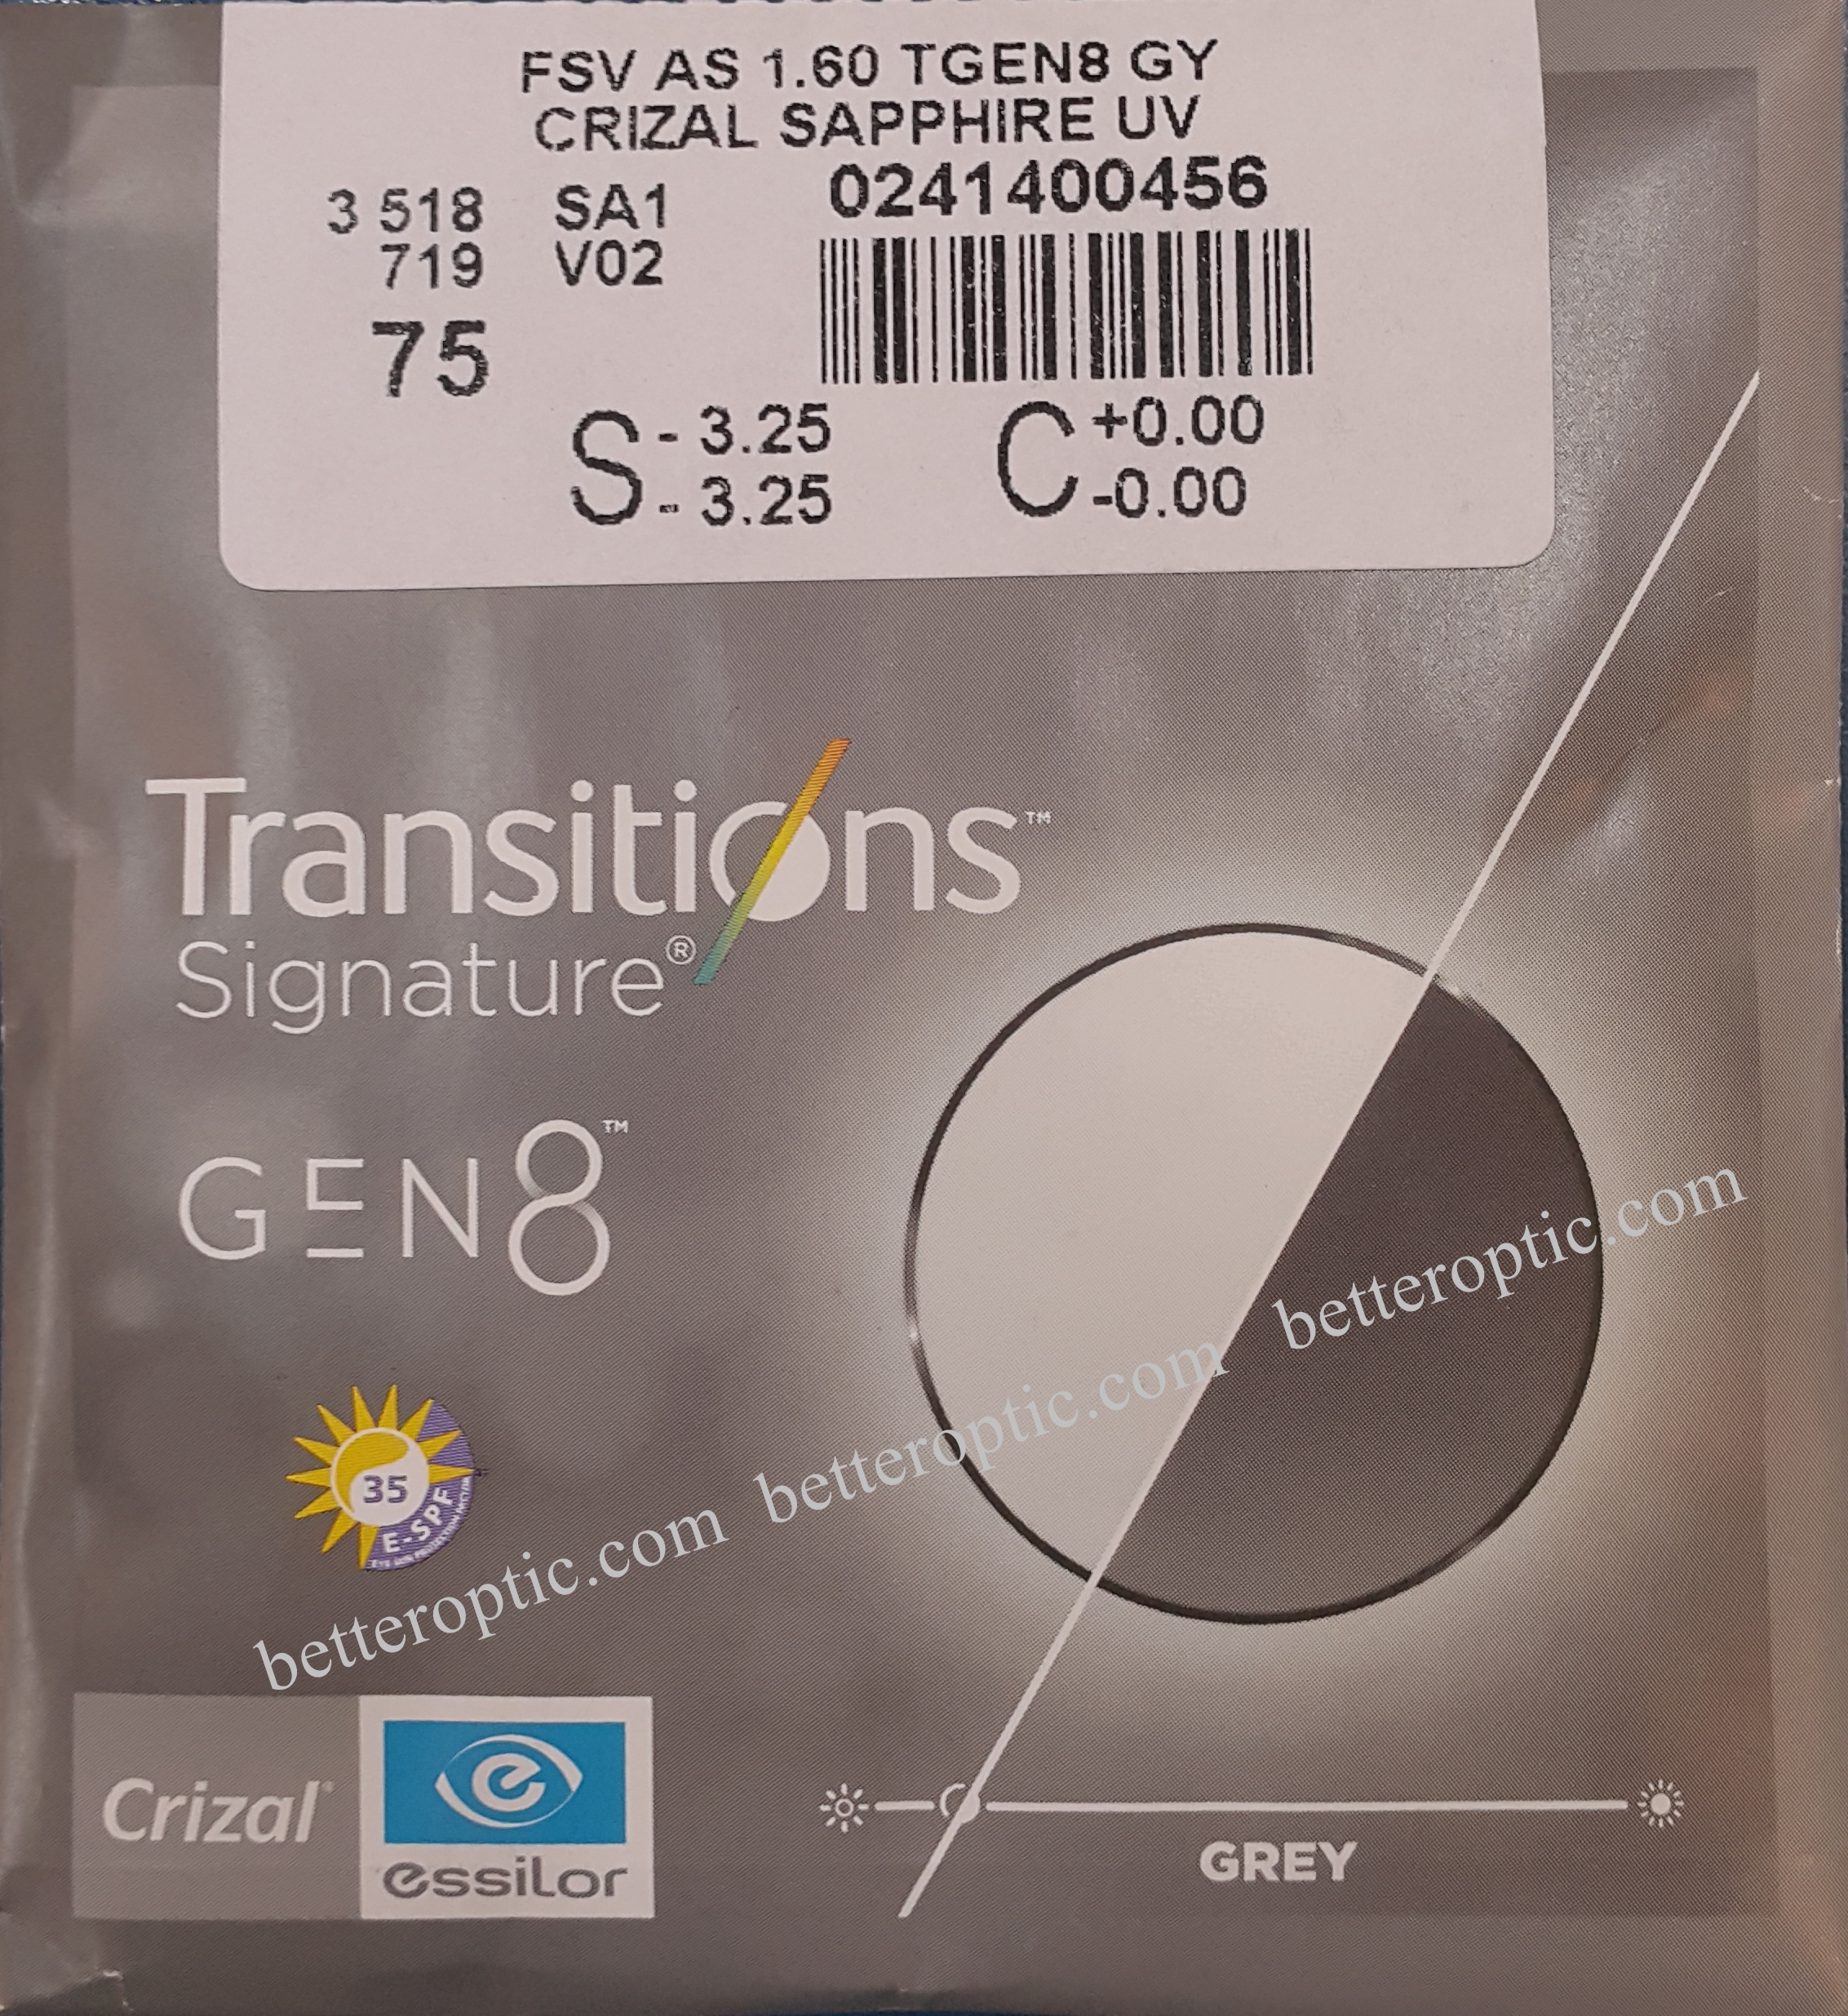 FSV AS 1.60 TGEN8 GY
CRIZAL SAPPHIRE UV
3 518 SA1 0241400456
719 V02
75
S - 3.25 C +0.00
- 3.25 -0.00
Transitions™
Signature®
GEN8™
35
E-SPF
betteroptic.com betteroptic.com betteroptic.com
Crizal
essilor
GREY